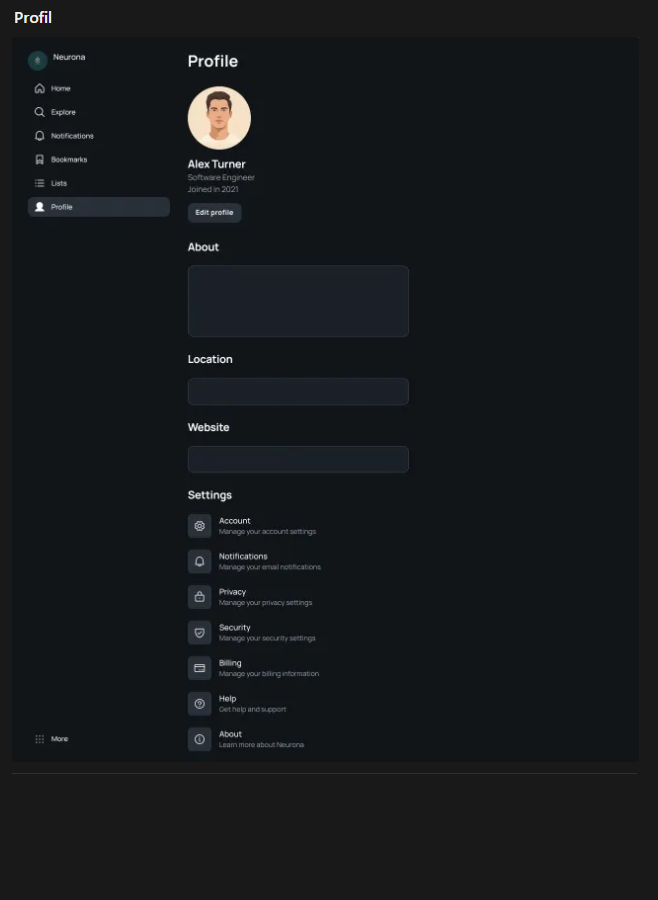 Profil
Neurona
Home
Explore
Notifications
Bookmarks
Lists
Profile
More
Profile
Alex Turner
Software Engineer
Joined in 2021
Edit profile
About
Location
Website
Settings
Account
Manage your account settings
Notifications
Manage your email notifications
Privacy
Manage your privacy settings
Security
Manage your security settings
Billing
Manage your billing information
Help
Get help and support
About
Learn more about Neurona